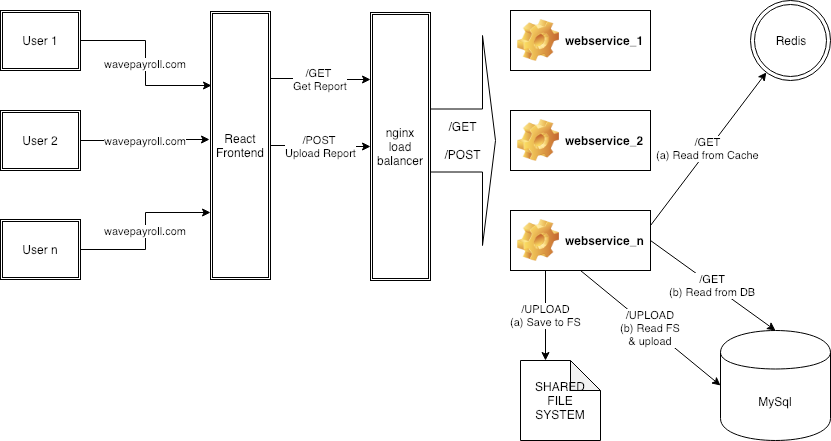 User 1
wavepayroll.com
User 2
wavepayroll.com
User n
wavepayroll.com
React
Frontend
/GET
Get Report
/POST
Upload Report
nginx
load
balancer
/GET
/POST
webservice_1
webservice_2
webservice_n
Redis
/GET
(a) Read from Cache
/GET
(b) Read from DB
/UPLOAD
(a) Save to FS
/UPLOAD
(b) Read FS
& upload
SHARED
FILE
SYSTEM
MySql